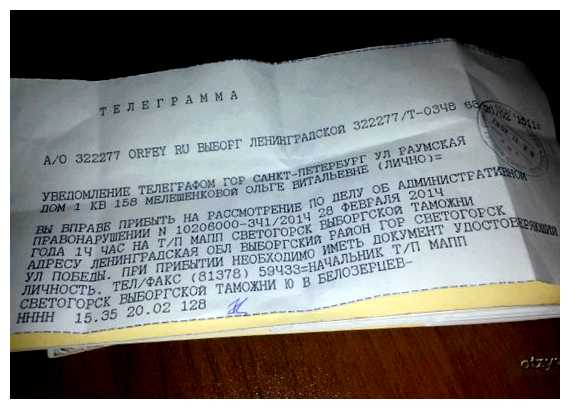 ТЕЛЕГРАММА
А/О 322277 ORFEY RU ВЫБОРГ ЛЕНИНГРАДСКОЙ 322277/Т-0348 68
УВЕДОМЛЕНИЕ ТЕЛЕГРАФОМ ГОР САНКТ-ПЕТЕРБУРГ УЛ РАУМСКАЯ
ДОМ 1 КВ 158 МЕЛЕШЕНКОВОЙ ОЛЬГЕ ВИТАЛЬЕВНЕ (ЛИЧНО)=
ВЫ ВПРАВЕ ПРИБЫТЬ НА РАССМОТРЕНИЕ ПО ДЕЛУ ОБ АДМИНИСТРАТИВНОМ
ПРАВОНАРУШЕНИИ N 10206000-341/2014 28 ФЕВРАЛЯ 2014
ГОДА 14 ЧАС НА Т/П МАПП СВЕТОГОРСК ВЫБОРГСКОЙ ТАМОЖНИ
АДРЕСУ ЛЕНИНГРАДСКАЯ ОБЛ ВЫБОРГСКИЙ РАЙОН ГОР СВЕТОГОРСК
УЛ ПОБЕДЫ. ПРИ ПРИБЫТИИ НЕОБХОДИМО ИМЕТЬ ДОКУМЕНТ УДОСТОВЕРЯЮЩИЙ
ЛИЧНОСТЬ. ТЕЛ/ФАКС (81378) 59433=НАЧАЛЬНИК Т/П МАПП
СВЕТОГОРСК ВЫБОРГСКОЙ ТАМОЖНИ Ю В БЕЛОЗЕРЦЕВ-
НННН 15.35 20.02 128